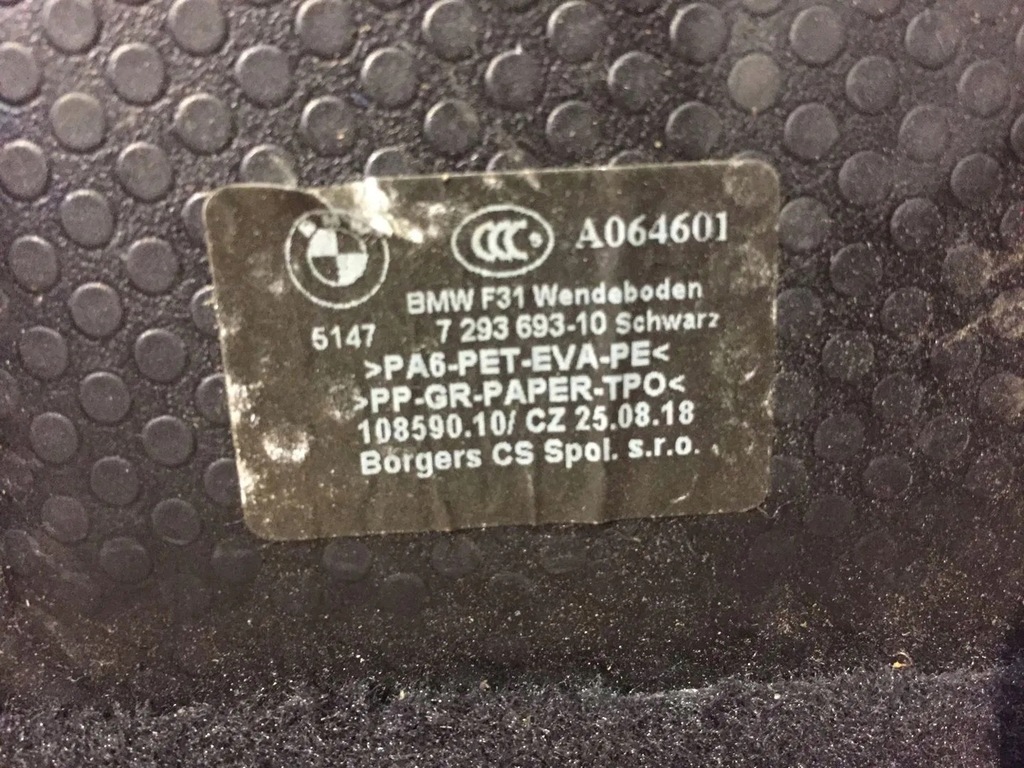 CCC A064601
BMW F31 Wendeboden
5147 7 293 693-10 Schwarz
>PA6-PET-EVA-PE<
>PP-GR-PAPER-TPO<
108590.10/ CZ 25.08.18
Borgers CS Spol. s.r.o.